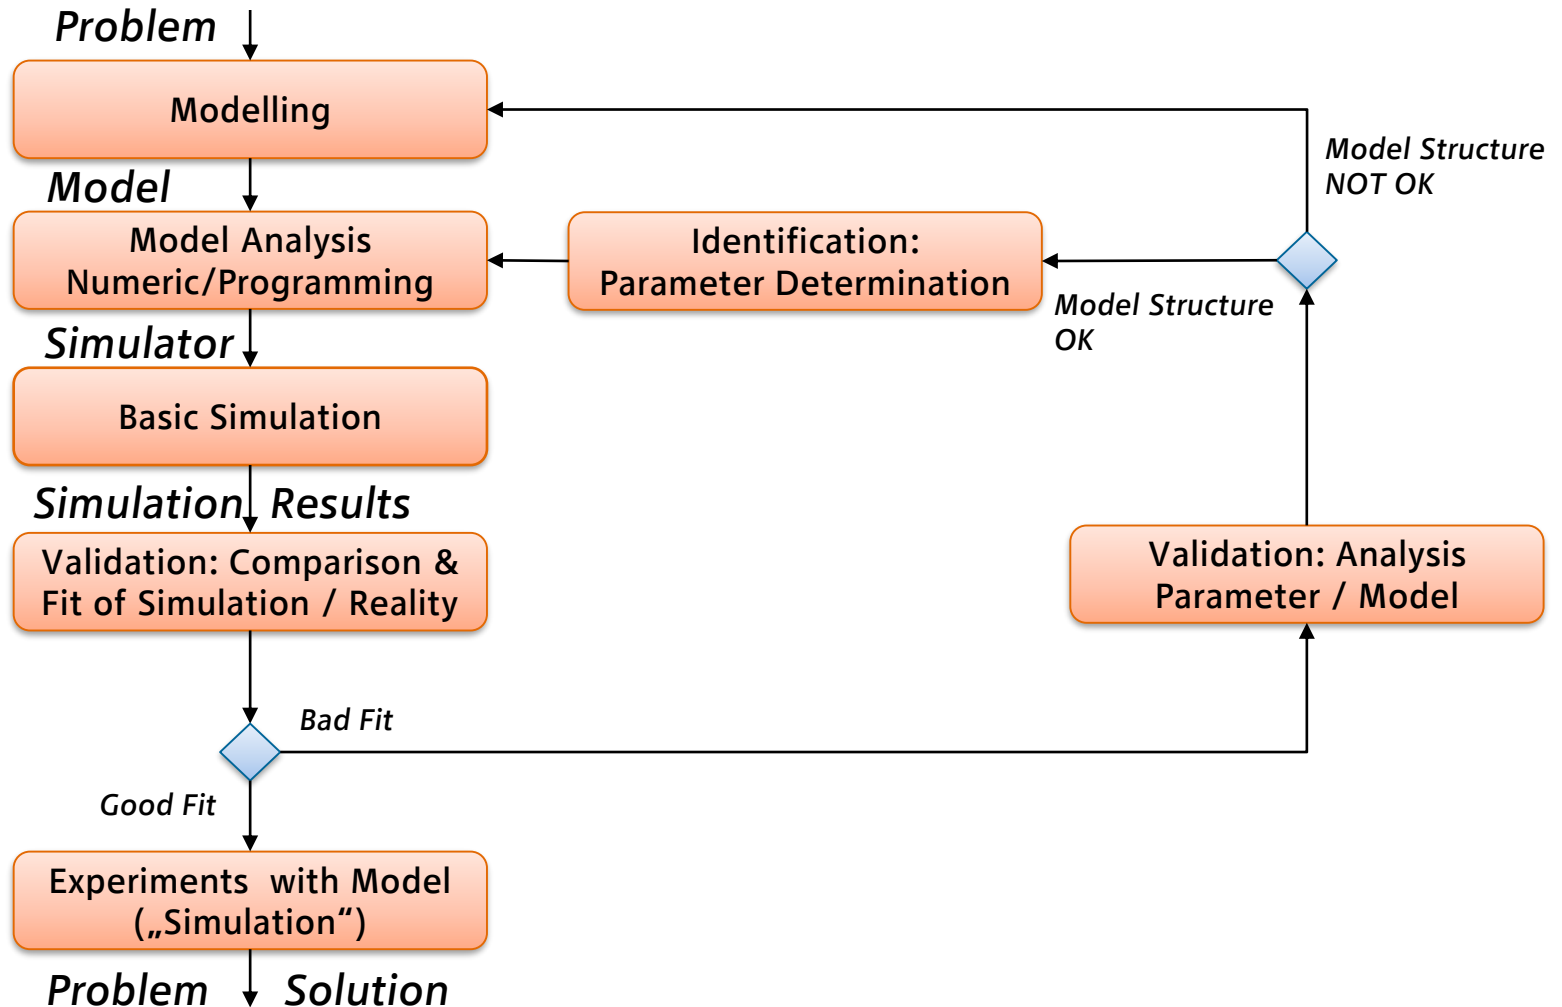 Problem
Modelling
Model Structure
NOT OK
Model
Model Analysis
Numeric/Programming
Identification:
Parameter Determination
Model Structure
OK
Simulator
Basic Simulation
Simulation Results
Validation: Comparison &
Fit of Simulation / Reality
Validation: Analysis
Parameter / Model
Bad Fit
Good Fit
Experiments with Model
(„Simulation“)
Problem Solution